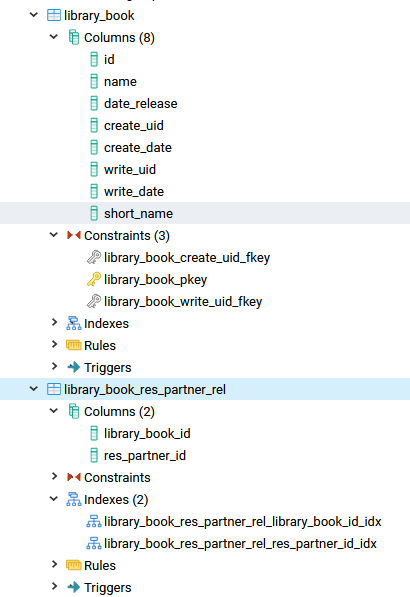 library_book
Columns (8)
id
name
date_release
create_uid
create_date
write_uid
write_date
short_name
Constraints (3)
library_book_create_uid_fkey
library_book_pkey
library_book_write_uid_fkey
Indexes
Rules
Triggers
library_book_res_partner_rel
Columns (2)
library_book_id
res_partner_id
Constraints
Indexes (2)
library_book_res_partner_rel_library_book_id_idx
library_book_res_partner_rel_res_partner_id_idx
Rules
Triggers